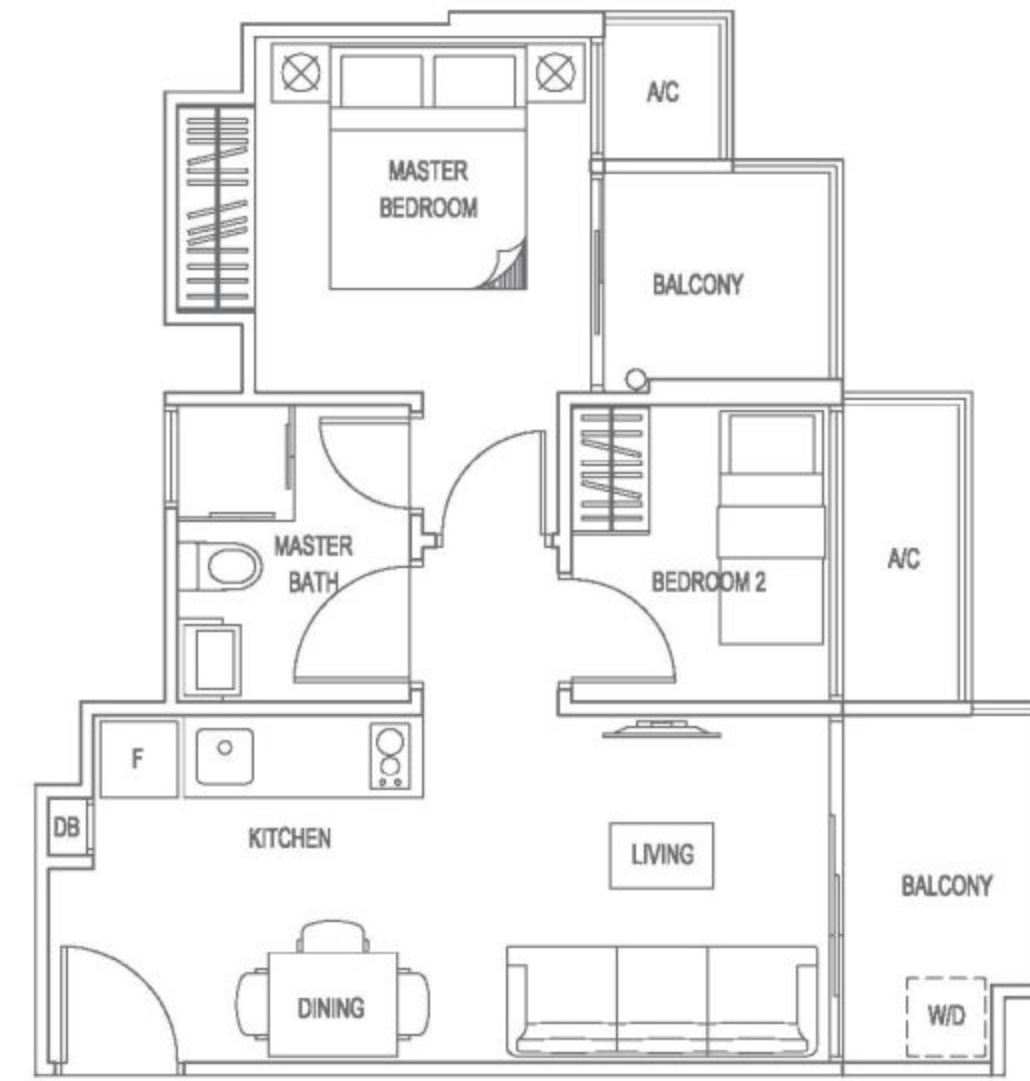 A/C
MASTER
BEDROOM
BALCONY
MASTER
BATH
BEDROOM 2
A/C
F
DB
KITCHEN
LIVING
BALCONY
DINING
W/D